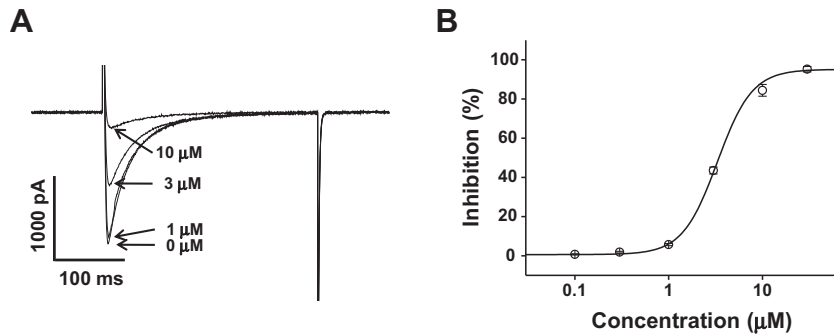 A
10 μM
3 μM
1 μM
0 μM
1000 pA
100 ms
B
Inhibition (%)
100
80
60
40
20
0
0.1
1
10
Concentration (μM)